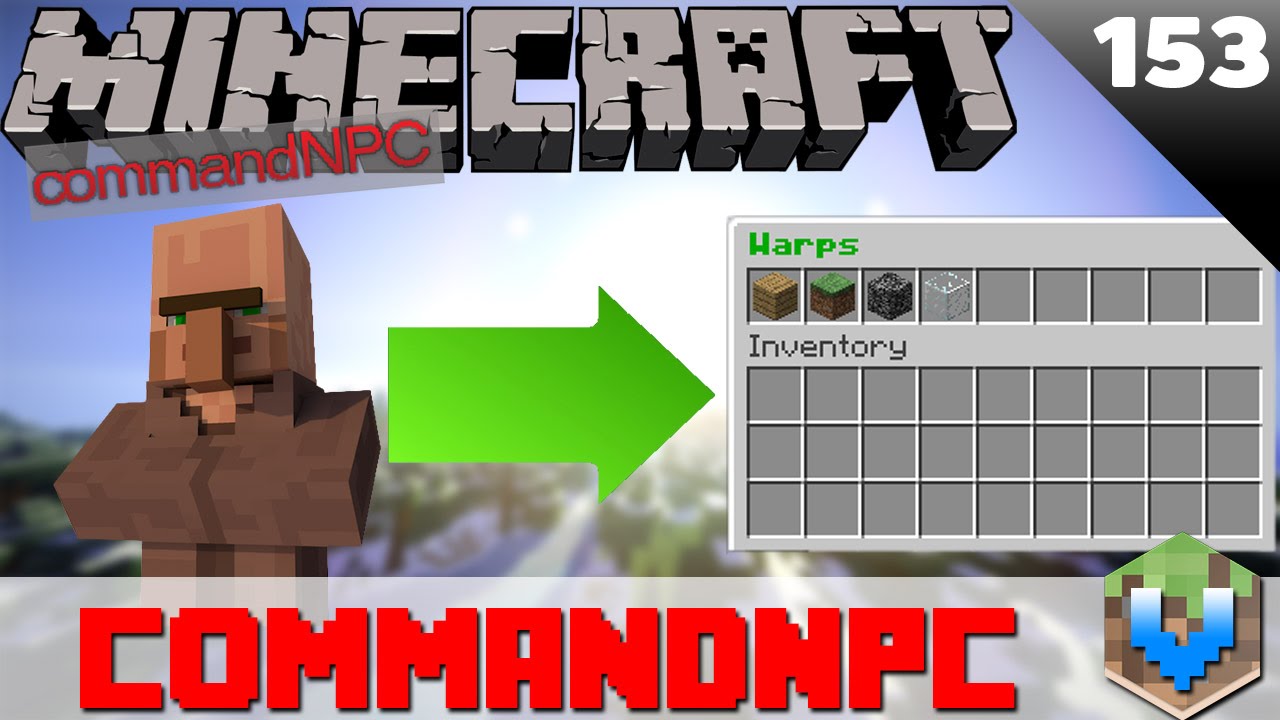 MINECRAFT
153
commandNPC
Warps
Inventory
COMMANDNPC
V